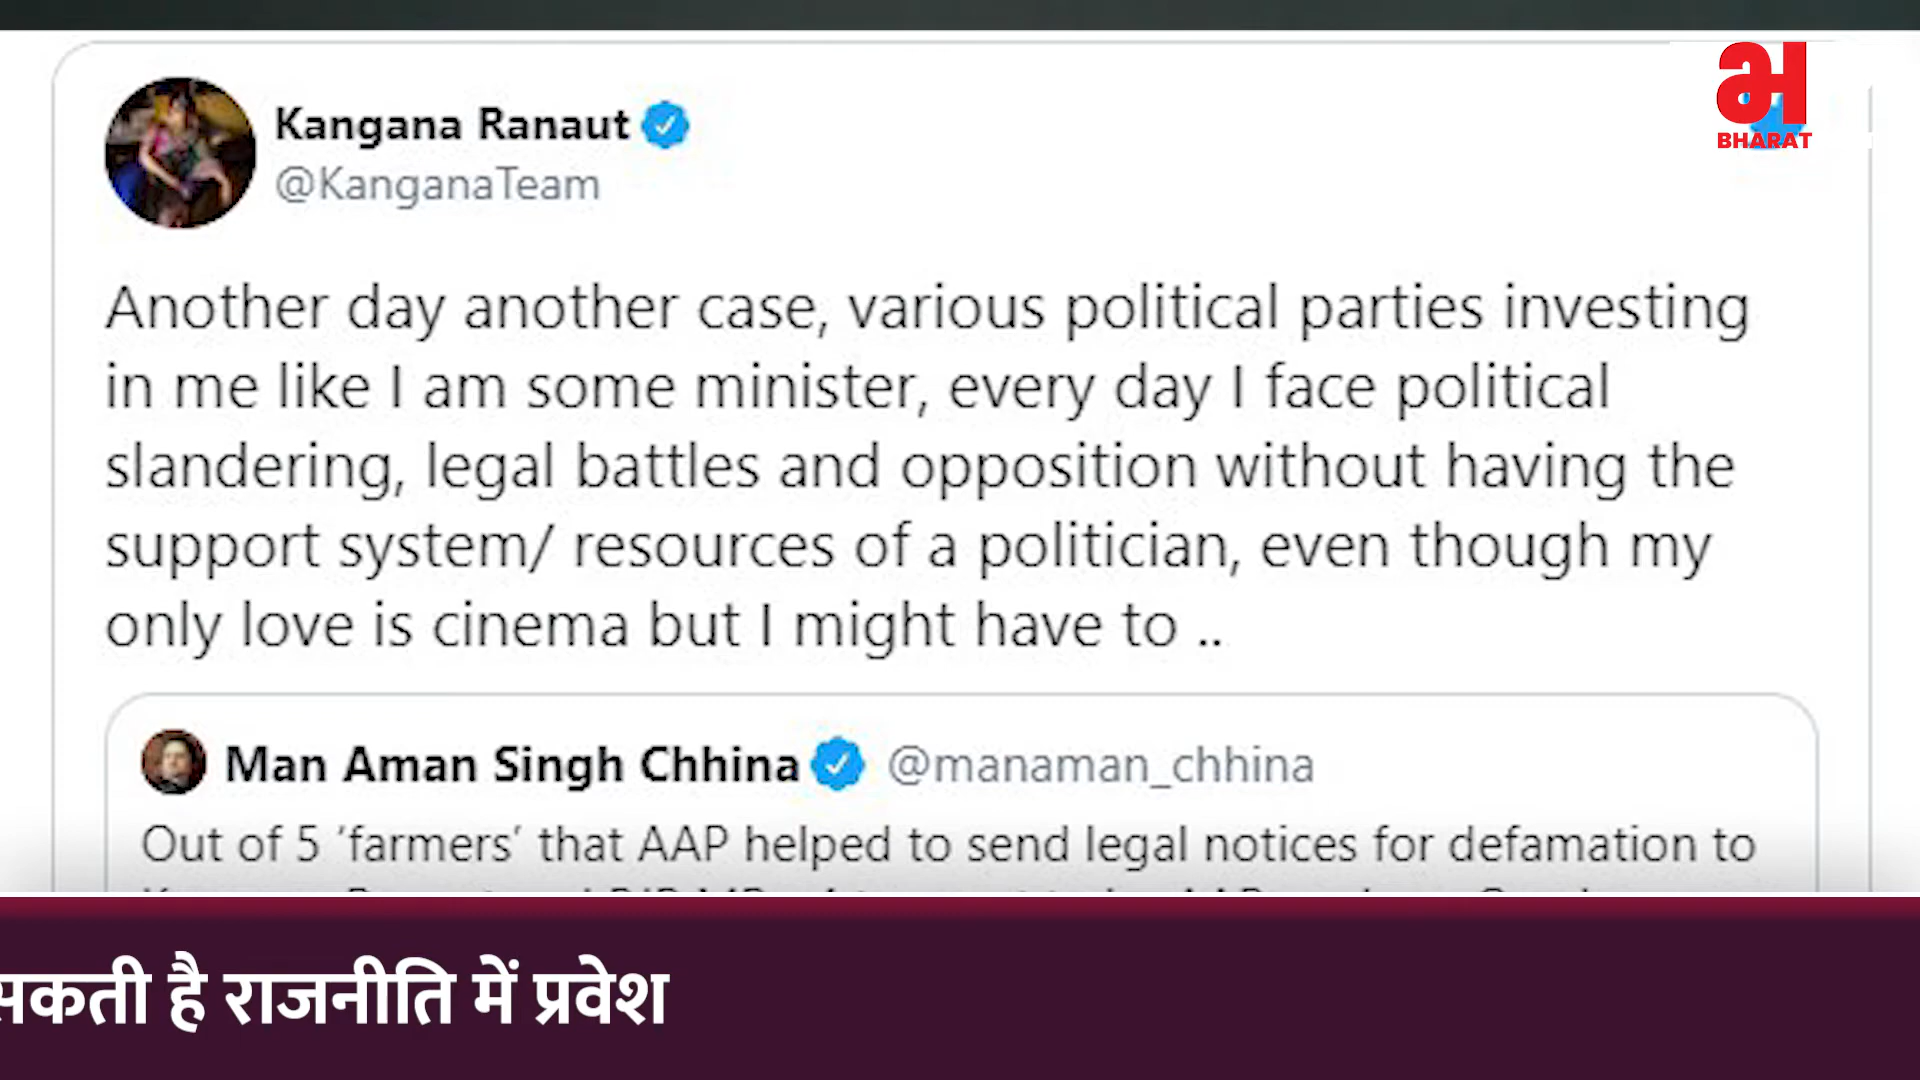 Kangana Ranaut
@KanganaTeam
भा
BHARAT
Another day another case, various political parties investing
in me like I am some minister, every day I face political
slandering, legal battles and opposition without having the
support system/ resources of a politician, even though my
only love is cinema but I might have to ..
Man Aman Singh Chhina @manaman_chhina
Out of 5 ‘farmers’ that AAP helped to send legal notices for defamation to
सकती है राजनीति में प्रवेश